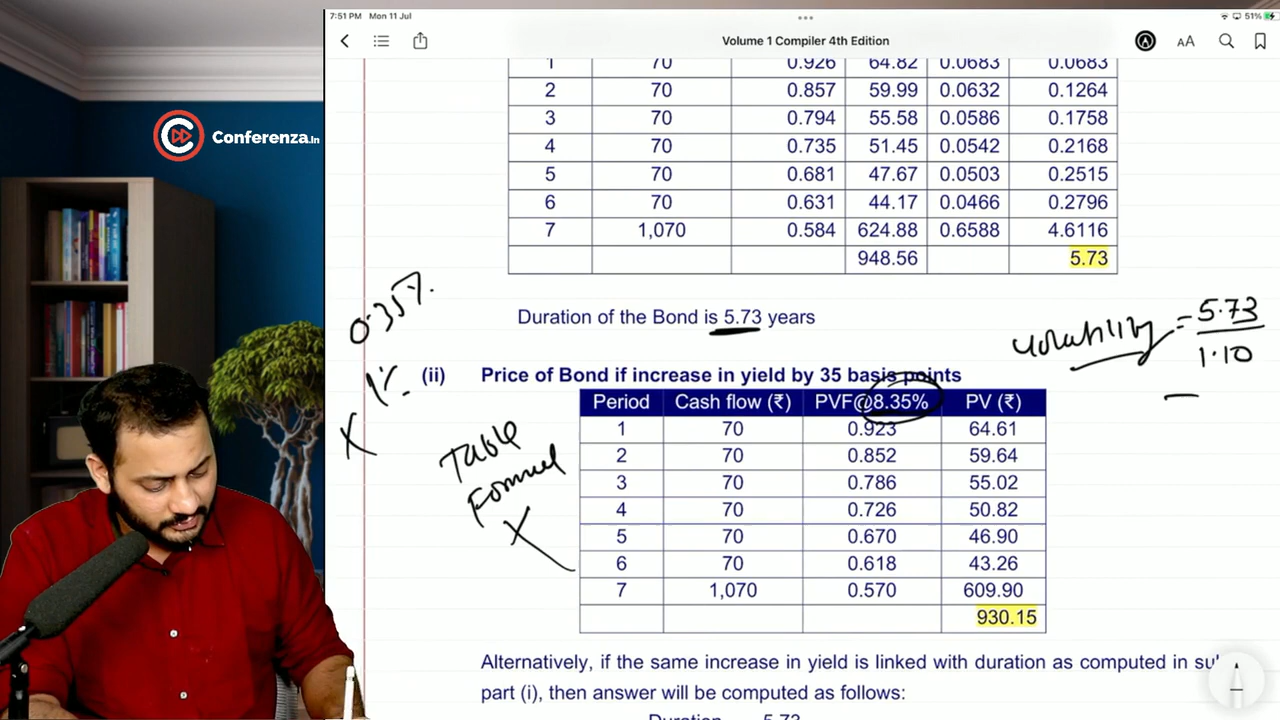 7:51 PM Mon 11 Jul
51%
Volume 1 Compiler 4th Edition
AA
Conferenza.In
1 70 0.926 64.82 0.0683 0.0683
2 70 0.857 59.99 0.0632 0.1264
3 70 0.794 55.58 0.0586 0.1758
4 70 0.735 51.45 0.0542 0.2168
5 70 0.681 47.67 0.0503 0.2515
6 70 0.631 44.17 0.0466 0.2796
7 1,070 0.584 624.88 0.6588 4.6116
948.56 5.73
Duration of the Bond is 5.73 years
0.35%
1%
X
Volatility = 5.73
1.10
(ii) Price of Bond if increase in yield by 35 basis points
Period Cash flow (₹) PVF@8.35% PV (₹)
1 70 0.923 64.61
2 70 0.852 59.64
3 70 0.786 55.02
4 70 0.726 50.82
5 70 0.670 46.90
6 70 0.618 43.26
7 1,070 0.570 609.90
930.15
Table
X
Alternatively, if the same increase in yield is linked with duration as computed in
part (i), then answer will be computed as follows:
Duration 5.73